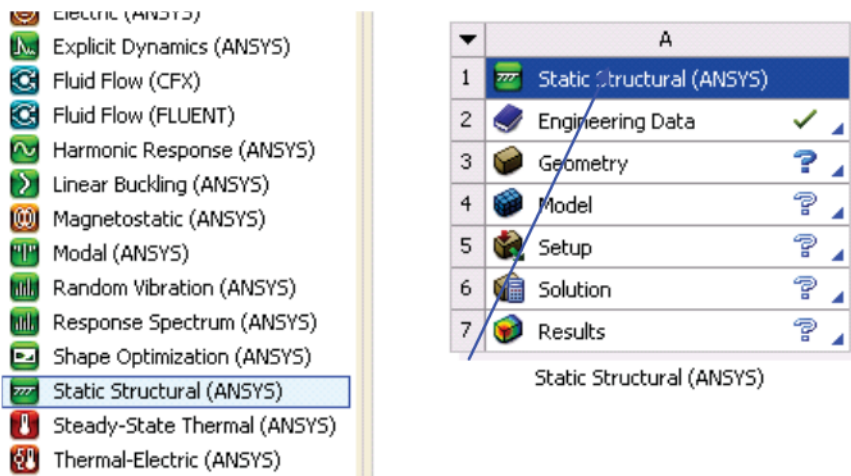 Electric (ANSYS)
Explicit Dynamics (ANSYS)
Fluid Flow (CFX)
Fluid Flow (FLUENT)
Harmonic Response (ANSYS)
Linear Buckling (ANSYS)
Magnetostatic (ANSYS)
Modal (ANSYS)
Random Vibration (ANSYS)
Response Spectrum (ANSYS)
Shape Optimization (ANSYS)
Static Structural (ANSYS)
Steady-State Thermal (ANSYS)
Thermal-Electric (ANSYS)
A
1 Static Structural (ANSYS)
2 Engineering Data
3 Geometry
4 Model
5 Setup
6 Solution
7 Results
Static Structural (ANSYS)